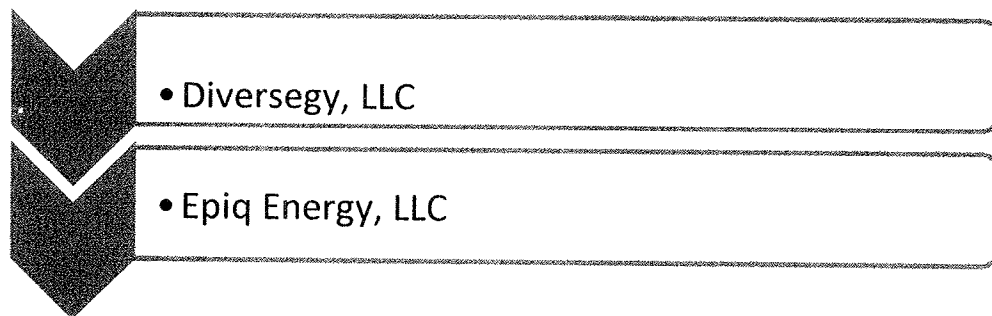 • Diversegy, LLC
• Epiq Energy, LLC